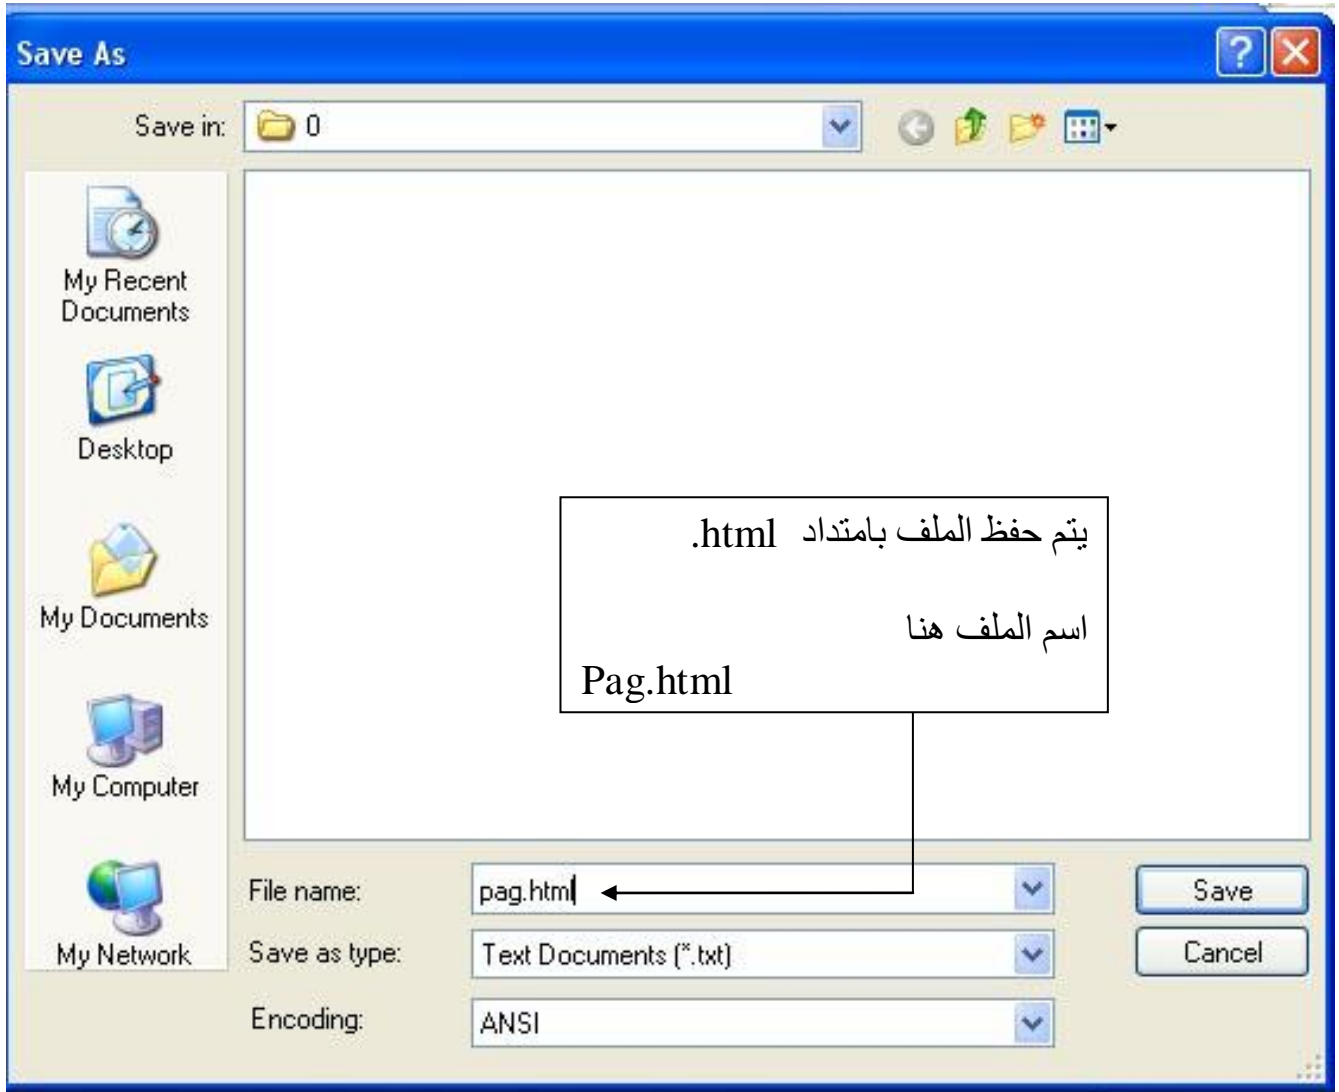 Save As
Save in:
0
My Recent
Documents
Desktop
My Documents
My Computer
My Network
يتم حفظ الملف بامتداد .html
اسم الملف هنا
Pag.html
File name:
pag.html
Save
Save as type:
Text Documents (*.txt)
Cancel
Encoding:
ANSI